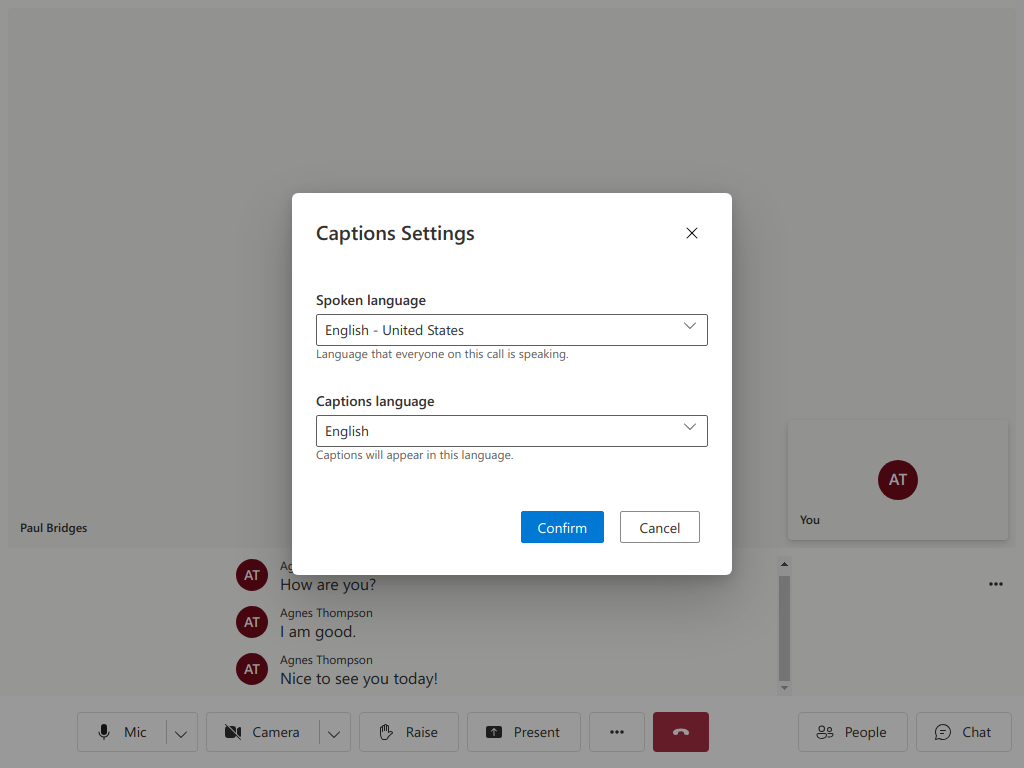 Captions Settings
Spoken language
English - United States
Language that everyone on this call is speaking.
Captions language
English
Captions will appear in this language.
Confirm Cancel
AT
You
Paul Bridges
AT
How are you?
Agnes Thompson
AT
I am good.
Agnes Thompson
AT
Nice to see you today!
Mic Camera Raise Present People Chat